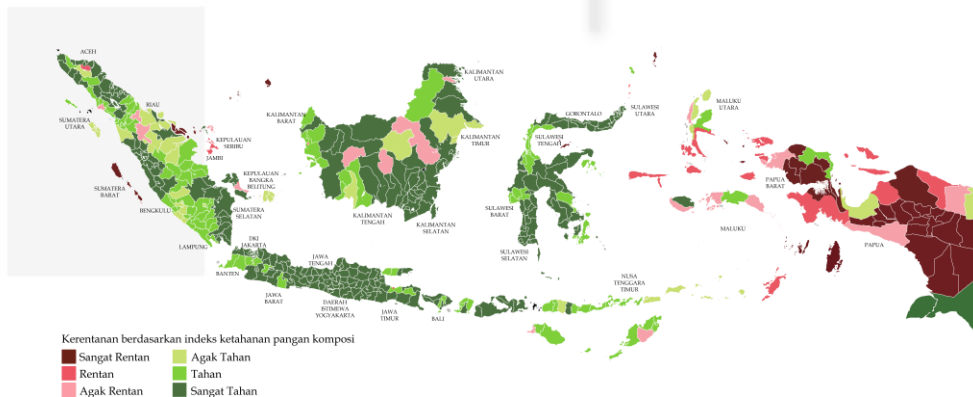 ACEH
SUMATERA
UTARA
RIAU
KEPULAUAN
SERIBU
JAMBI
SUMATERA
BARAT
KEPULAUAN
BANGKA
BELITUNG
BENGKULU
SUMATERA
SELATAN
LAMPUNG
DKI
JAKARTA
BANTEN
JAWA
BARAT
JAWA
TENGAH
DAERAH
ISTIMEWA
YOGYAKARTA
JAWA
TIMUR
BALI
NUSA
TENGGARA
TIMUR
KALIMANTAN
BARAT
KALIMANTAN
UTARA
KALIMANTAN
TIMUR
KALIMANTAN
TENGAH
KALIMANTAN
SELATAN
GORONTALO
SULAWESI
UTARA
SULAWESI
TENGAH
SULAWESI
BARAT
SULAWESI
SELATAN
MALUKU
UTARA
MALUKU
PAPUA
BARAT
PAPUA
Kerentanan berdasarkan indeks ketahanan pangan komposi
Sangat Rentan
Rentan
Agak Rentan
Agak Tahan
Tahan
Sangat Tahan